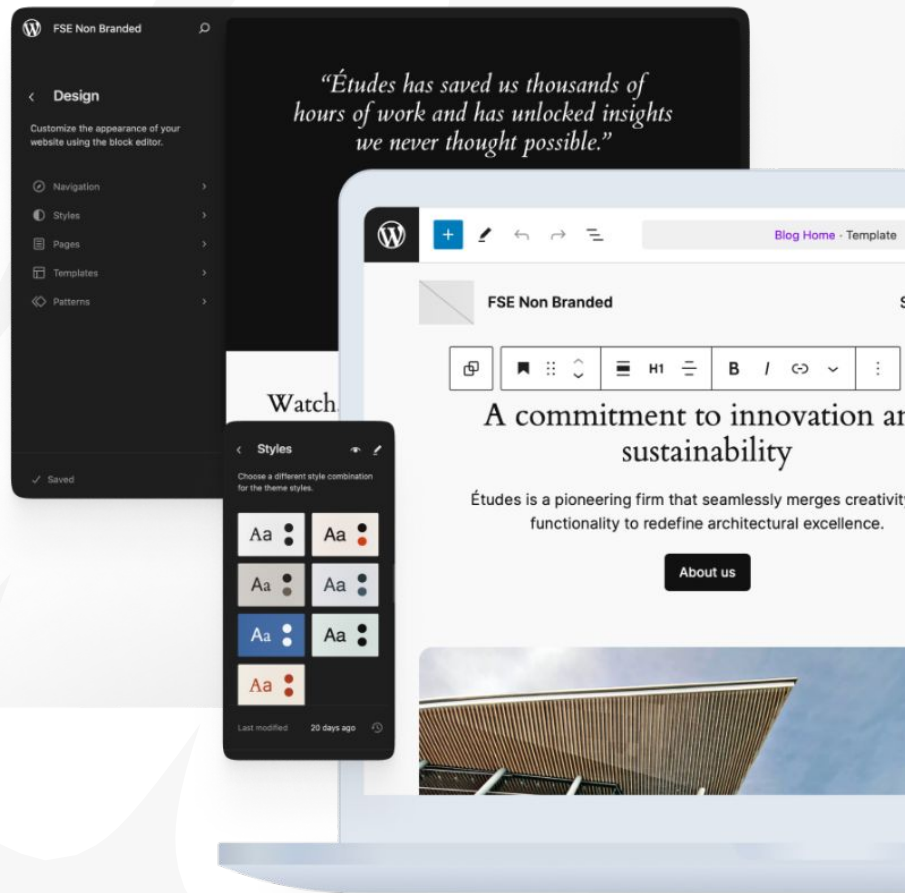 FSE Non Branded
Design
Customize the appearance of your
website using the block editor.
Navigation
Styles
Pages
Templates
Patterns
Saved
“Études has saved us thousands of
hours of work and has unlocked insights
we never thought possible.”
Watch
Styles
Choose a different style combination
for the theme styles.
Aa Aa
Aa Aa
Aa Aa
Aa
Last modified 20 days ago
Blog Home · Template
FSE Non Branded S
H1 B I
A commitment to innovation an
sustainability
Études is a pioneering firm that seamlessly merges creativity
functionality to redefine architectural excellence.
About us